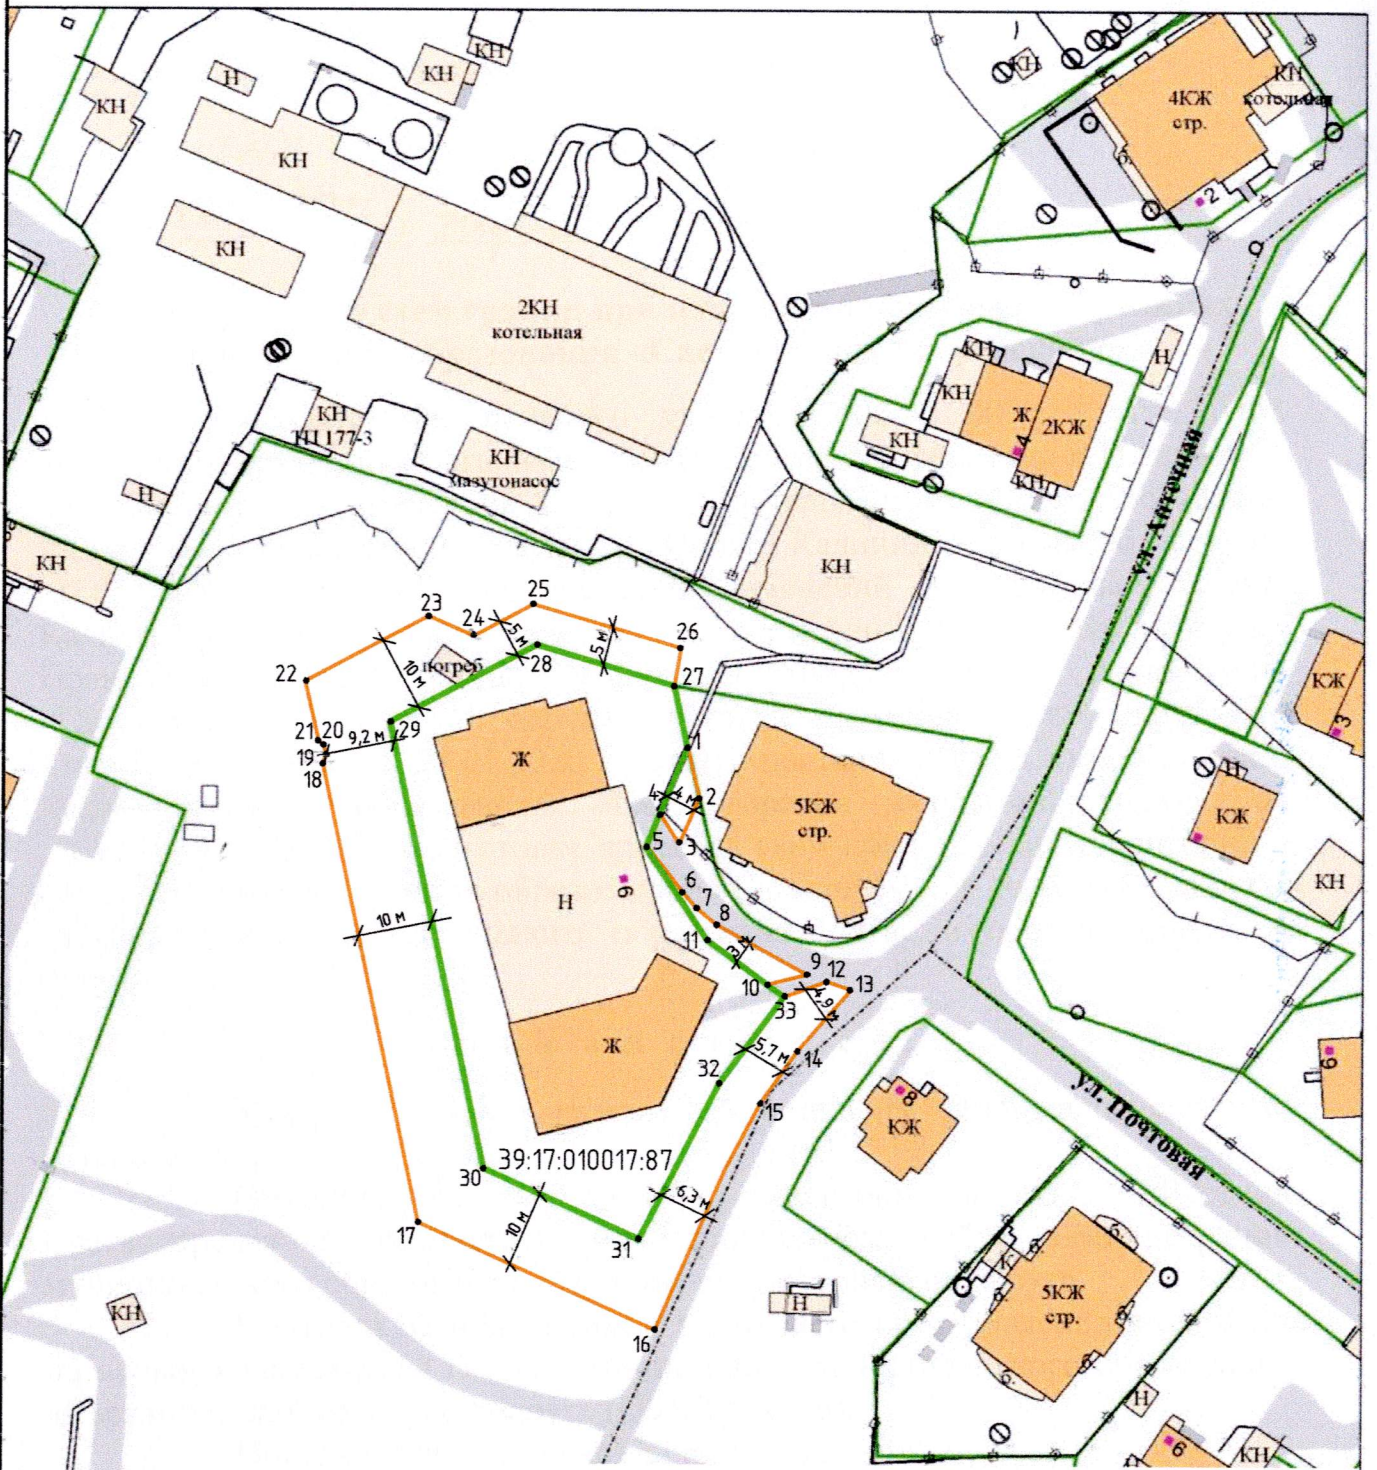 КН
КН
КН
Н
КН
КН
КН
2КН
котельная
КН
ТП 177-3
КН
мазутонасос
Н
КН
КН
4КЖ
стр.
б.
КН
котельная
2
КН
КН
Ж
2КЖ
4
КН
КН
Н
КН
ул. Аптечная
КЖ
3
Н
КЖ
КН
6
23
24
25
26
27
28
22
погреб
5 м
5 м
10 м
21
20
19
18
9,2 м
29
Ж
1
2
4
4 м
3
5
5КЖ
стр.
9
Н
6
7
8
11
3 м
10 м
9
12
13
10
33
4,9 м
Ж
14
5,7 м
32
15
39:17:010017:87
30
6,3 м
10 м
17
31
16
8
КЖ
ул. Почтовая
КН
Н
К
б.
б.
б.
б.
б.
б.
5КЖ
стр.
Н
6
КН